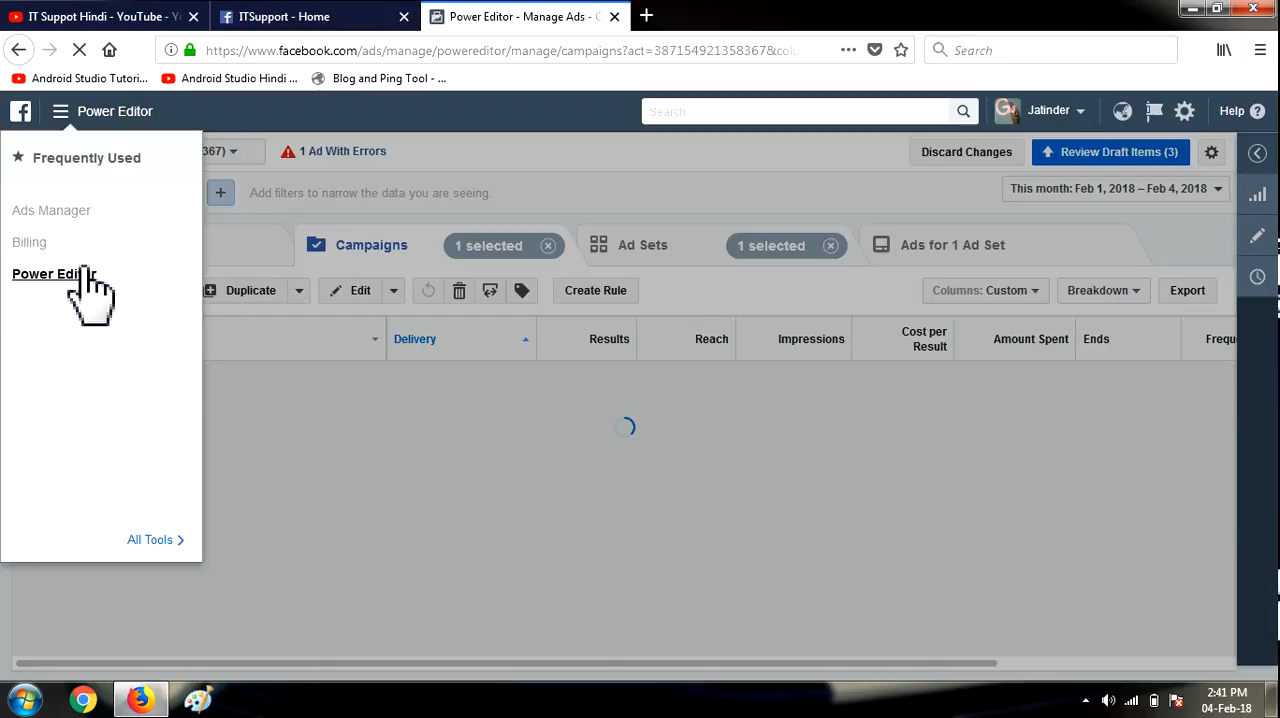 IT Suppot Hindi - YouTube - Y
ITSupport - Home
Power Editor - Manage Ads - C
https://www.facebook.com/ads/manage/powereditor/manage/campaigns?act=387154921358367&colu
Search
Android Studio Tutori...
Android Studio Hindi ...
Blog and Ping Tool - ...
Power Editor
Search
Jatinder
Help
Frequently Used
Ads Manager
Billing
Power Editor
All Tools
367)
1 Ad With Errors
Discard Changes
Review Draft Items (3)
Add filters to narrow the data you are seeing.
This month: Feb 1, 2018 – Feb 4, 2018
Campaigns
1 selected
Ad Sets
1 selected
Ads for 1 Ad Set
Duplicate
Edit
Create Rule
Columns: Custom
Breakdown
Export
Delivery
Results
Reach
Impressions
Cost per
Result
Amount Spent
Ends
Frequ
2:41 PM
04-Feb-18